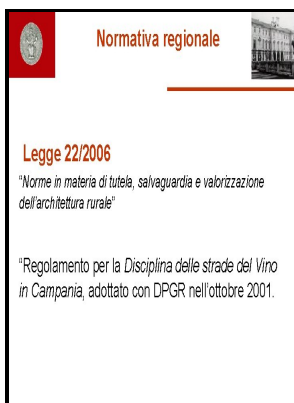 Normativa regionale
Legge 22/2006
“Norme in materia di tutela, salvaguardia e valorizzazione
dell’architettura rurale”
“Regolamento per la Disciplina delle strade del Vino
in Campania, adottato con DPGR nell’ottobre 2001.